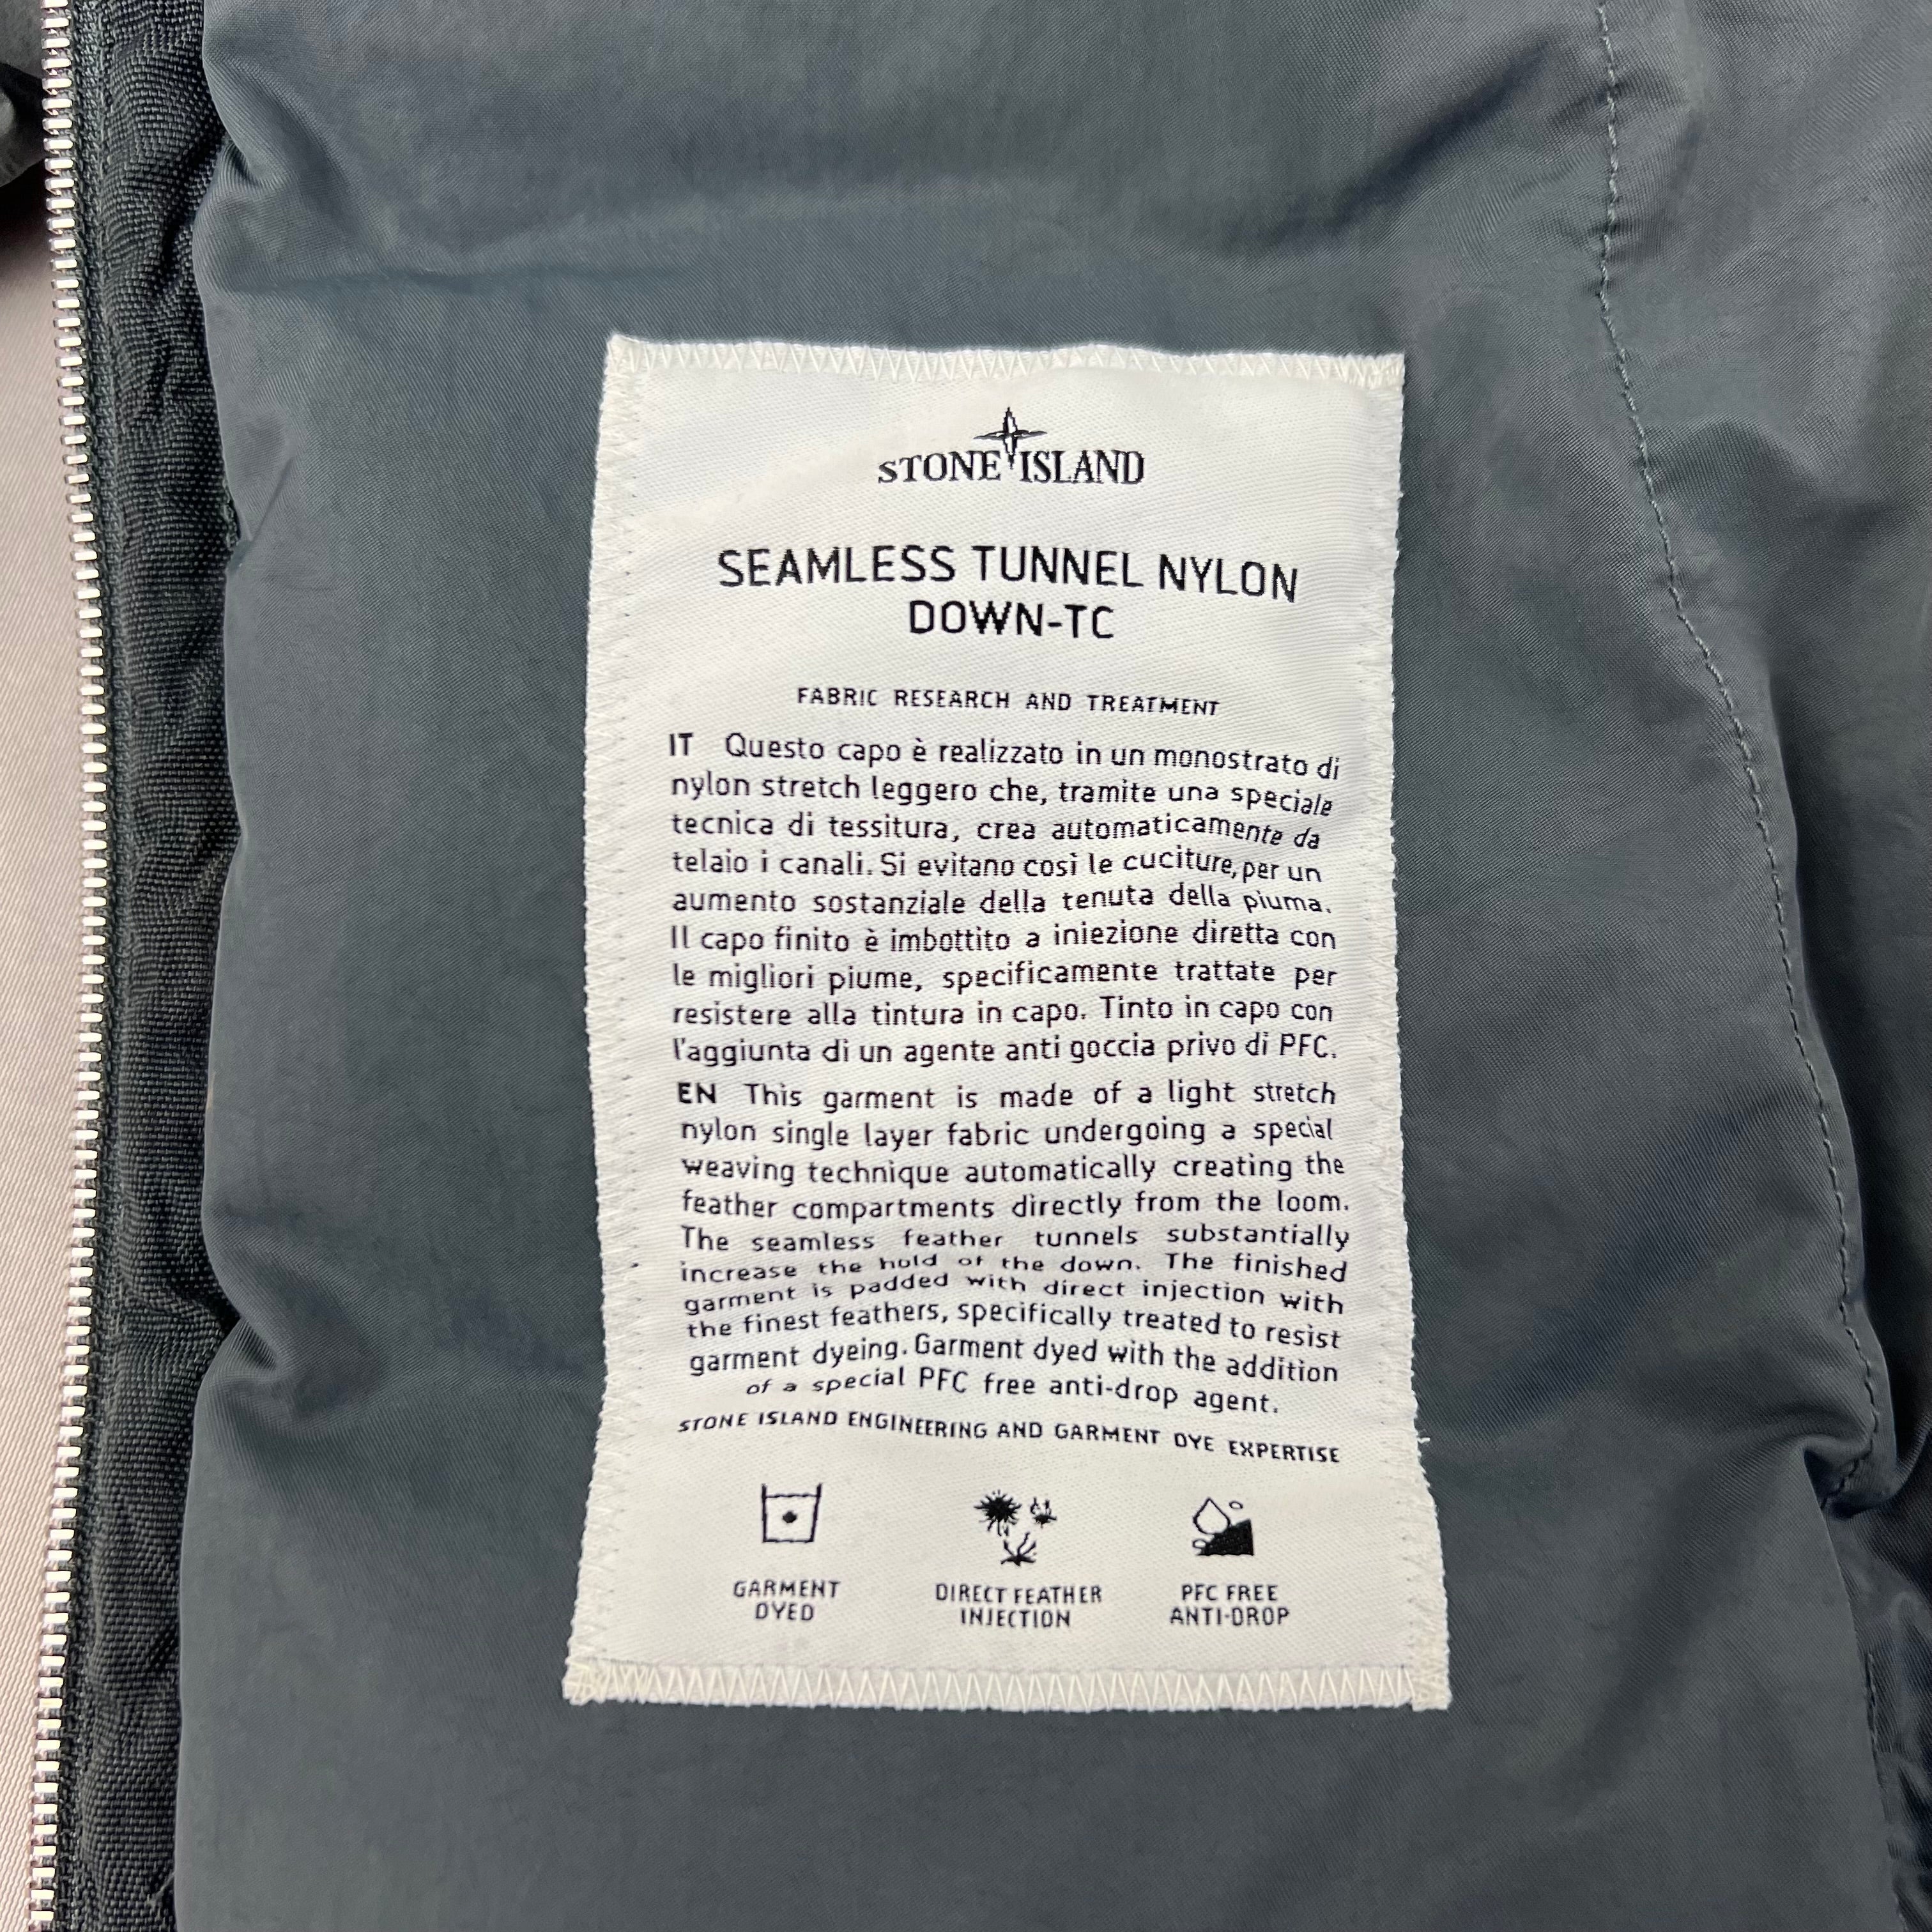 STONE ISLAND
SEAMLESS TUNNEL NYLON
DOWN-TC
FABRIC RESEARCH AND TREATMENT
IT Questo capo è realizzato in un monostrato di
nylon stretch leggero che, tramite una speciale
tecnica di tessitura, crea automaticamente da
telaio i canali. Si evitano così le cuciture, per un
aumento sostanziale della tenuta della piuma.
Il capo finito è imbottito a iniezione diretta con
le migliori piume, specificamente trattate per
resistere alla tintura in capo. Tinto in capo con
l'aggiunta di un agente anti goccia privo di PFC.
EN This garment is made of a light stretch
nylon single layer fabric undergoing a special
weaving technique automatically creating the
feather compartments directly from the loom.
The seamless feather tunnels substantially
increase the hold of the down. The finished
garment is padded with direct injection with
the finest feathers, specifically treated to resist
garment dyeing. Garment dyed with the addition
of a special PFC free anti-drop agent.
STONE ISLAND ENGINEERING AND GARMENT DYE EXPERTISE
GARMENT
DYED
DIRECT FEATHER
INJECTION
PFC FREE
ANTI-DROP